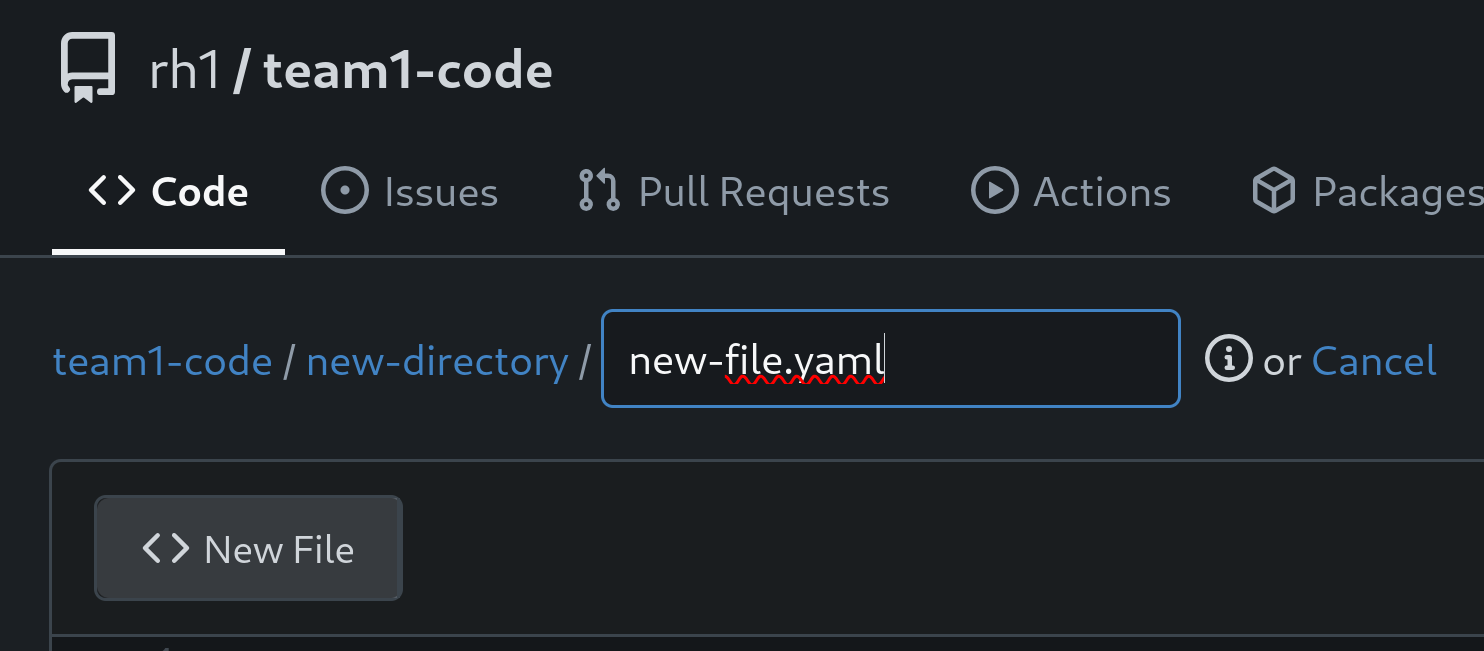 rh1 / team1-code
Code Issues Pull Requests Actions Packages
team1-code / new-directory / new-file.yaml or Cancel
New File